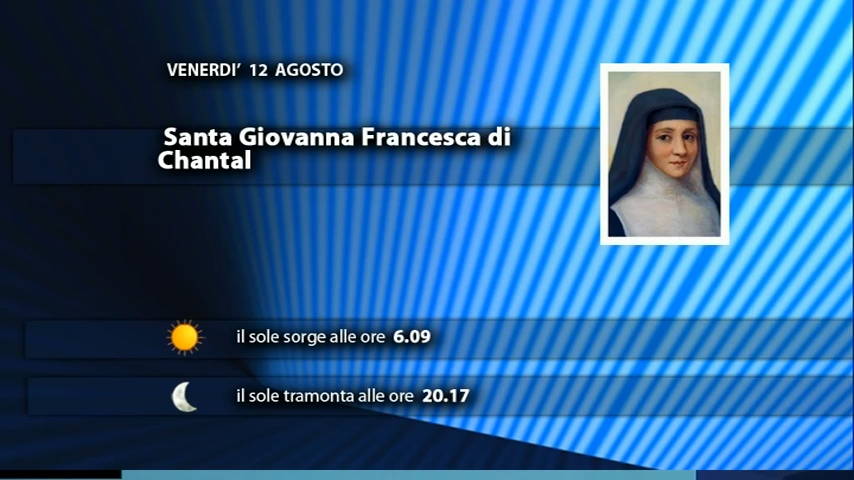 VENERDI’ 12 AGOSTO
Santa Giovanna Francesca di
Chantal
il sole sorge alle ore 6.09
il sole tramonta alle ore 20.17